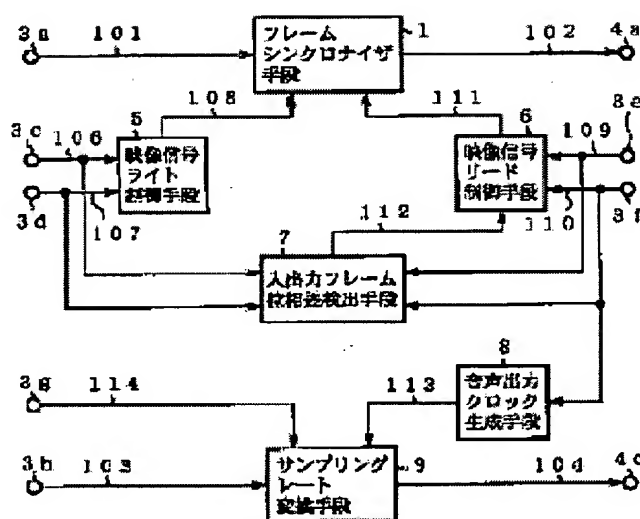 3a
101
フレーム
シンクロナイザ
手段
1
102
4a
108
111
3c
106
5
映像信号
ライト
制御手段
6
映像信号
リード
制御手段
109
3e
3d
107
110
3f
112
7
入出力フレーム
位相差検出手段
8
音声出力
クロック
生成手段
113
3g
114
3b
103
サンプリング
レート
変換手段
9
104